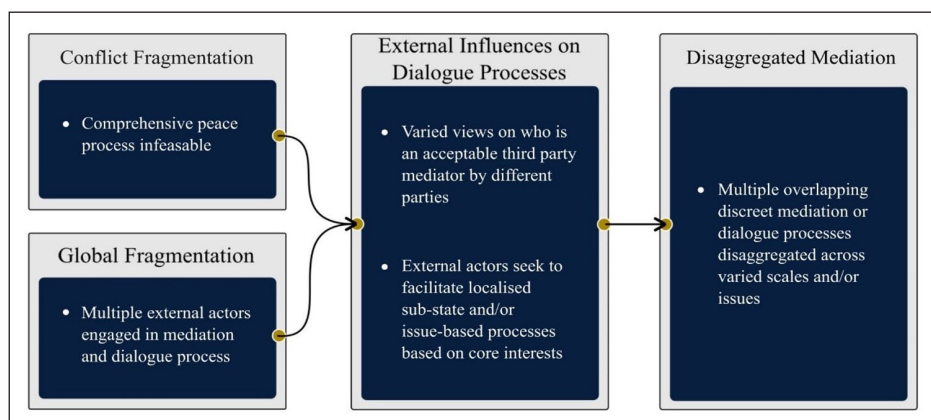 Conflict Fragmentation
• Comprehensive peace
process infeasable
Global Fragmentation
• Multiple external actors
engaged in mediation
and dialogue process
External Influences on
Dialogue Processes
• Varied views on who is
an acceptable third party
mediator by different
parties
• External actors seek to
facilitate localised
sub-state and/or
issue-based processes
based on core interests
Disaggregated Mediation
• Multiple overlapping
discreet mediation or
dialogue processes
disaggregated across
varied scales and/or
issues